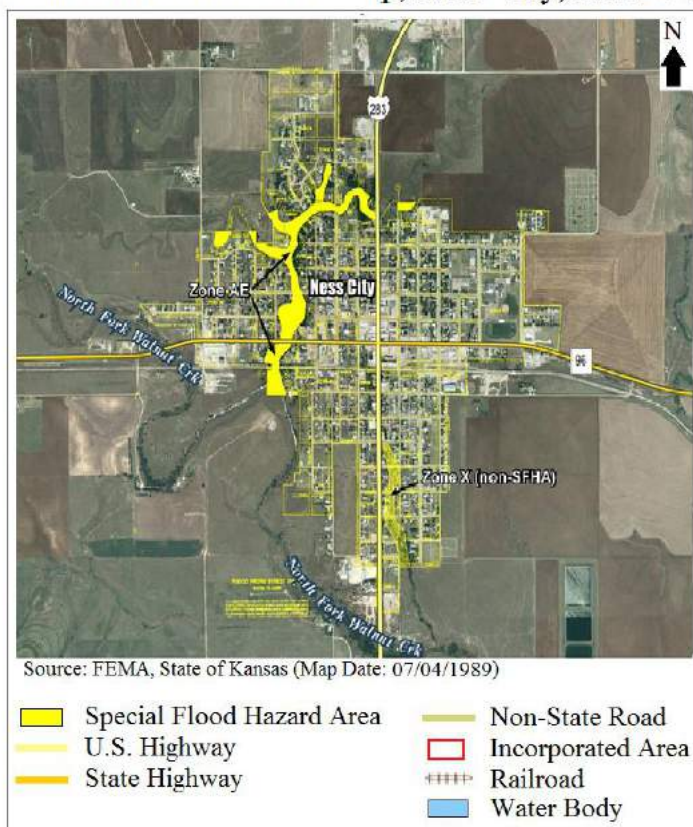 N
283
Zone AE
Ness City
North Fork Walnut Crk
96
Zone X (non-SFHA)
North Fork Walnut Crk
Source: FEMA, State of Kansas (Map Date: 07/04/1989)
Special Flood Hazard Area
U.S. Highway
State Highway
Non-State Road
Incorporated Area
Railroad
Water Body